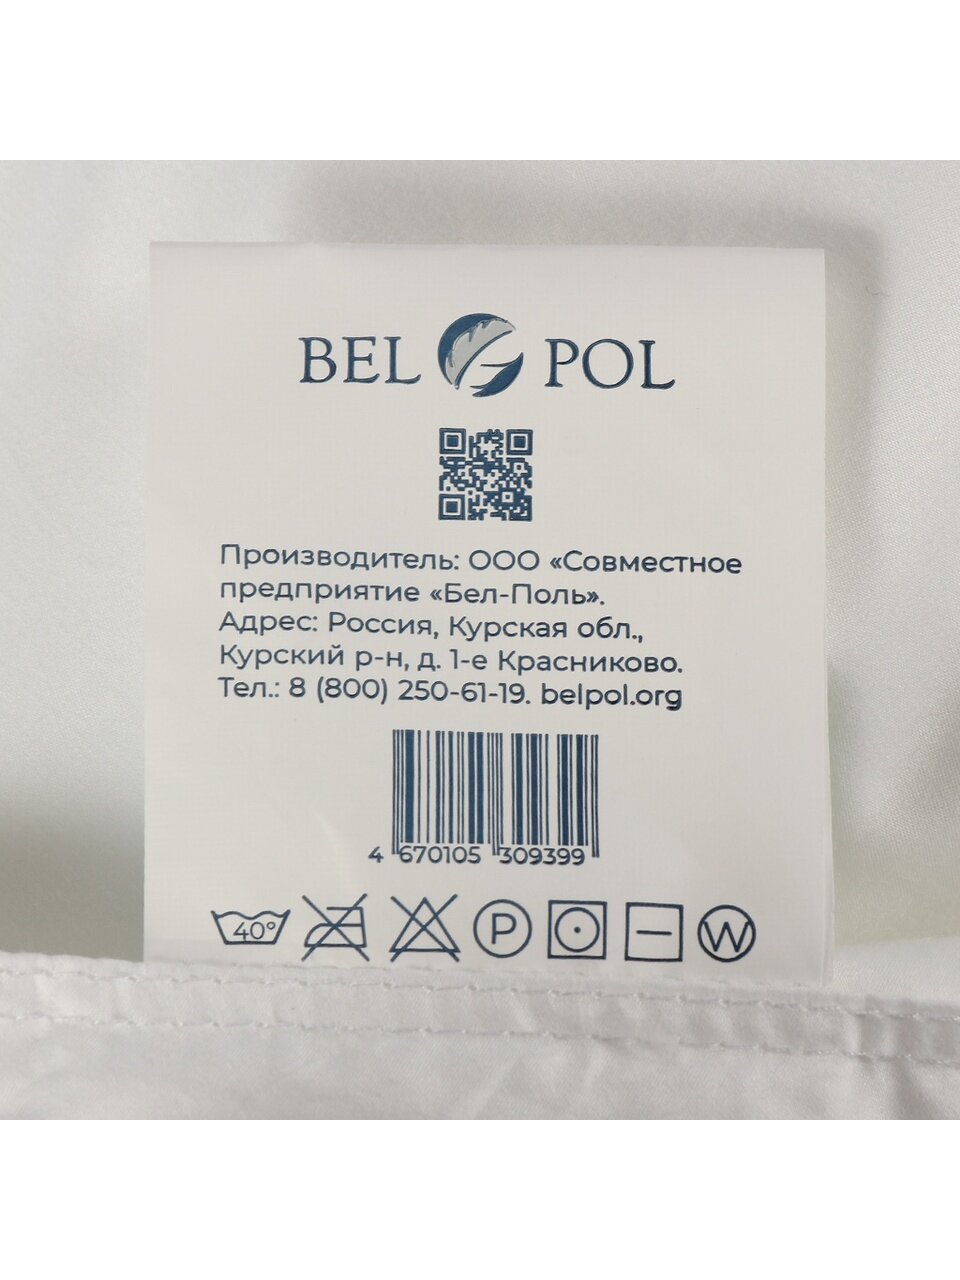 BEL POL
Производитель: ООО «Совместное
предприятие «Бел-Поль».
Адрес: Россия, Курская обл.,
Курский р-н, д. 1-е Красниково.
Тел.: 8 (800) 250-61-19. belpol.org
4 670105 309399
40° P W